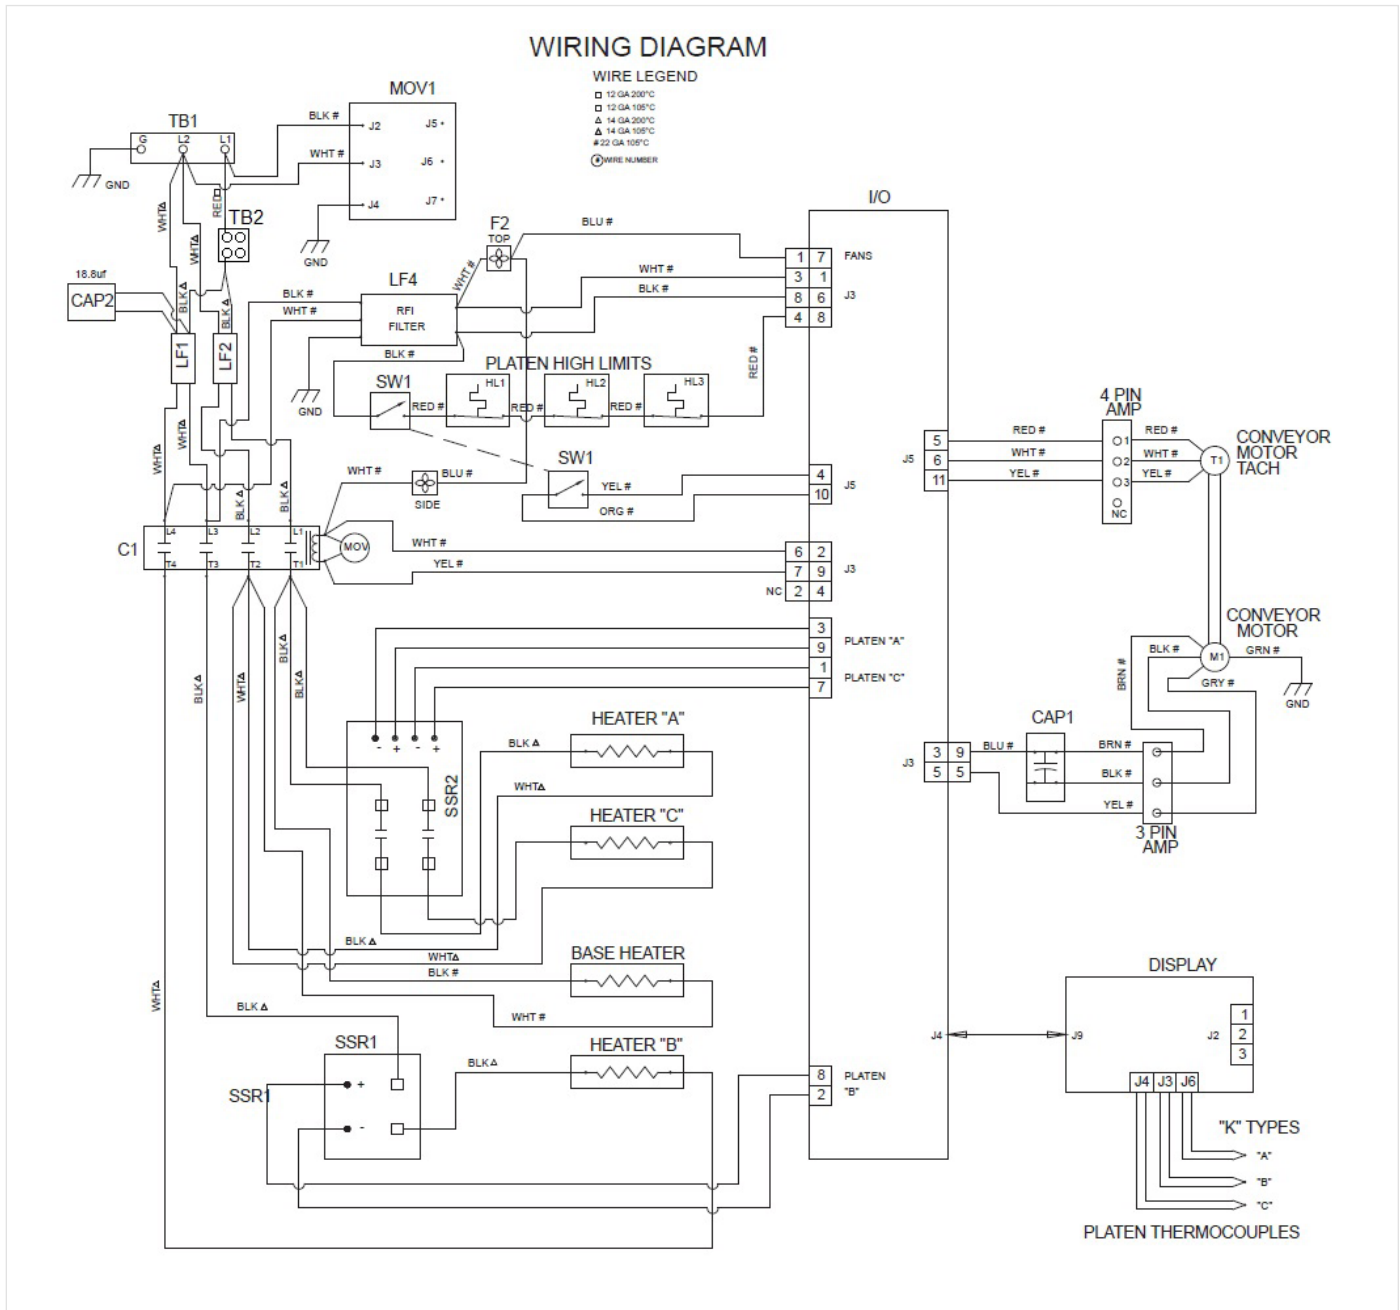 WIRING DIAGRAM
WIRE LEGEND
12 GA 200°C
12 GA 105°C
14 GA 200°C
14 GA 105°C
# 22 GA 105°C
# WIRE NUMBER
MOV1
BLK #
J2
J5
WHT #
J3
J6
J4
J7
GND
TB1
G
L2
L1
GND
RED
TB2
WHT
WHT
18.8uf
CAP2
BLK
BLK
LF1
LF2
F2
TOP
BLU #
WHT #
LF4
RFI
FILTER
BLK #
WHT #
GND
BLK #
WHT #
BLK #
RED #
I/O
1 7
FANS
3 1
8 6
J3
4 8
PLATEN HIGH LIMITS
SW1
RED #
HL1
RED #
HL2
RED #
HL3
WHT
WHT
BLK
BLK
WHT #
SIDE
BLU #
SW1
YEL #
ORG #
4
10
J5
C1
L4
L3
L2
L1
T4
T3
T2
T1
MOV
WHT #
YEL #
6 2
7 9
J3
NC
2 4
3
9
PLATEN "A"
1
7
PLATEN "C"
J5
5
6
11
RED #
WHT #
YEL #
4 PIN
AMP
1
2
3
NC
RED #
WHT #
YEL #
T1
CONVEYOR
MOTOR
TACH
CONVEYOR
MOTOR
M1
BLK #
BRN #
GRN #
GRY #
GND
J3
3 9
5 5
BLU #
CAP1
BRN #
BLK #
YEL #
3 PIN
AMP
BLK
WHT
BLK
BLK
- + - +
SSR2
HEATER "A"
BLK
WHT
HEATER "C"
BLK
WHT
BASE HEATER
BLK #
WHT #
WHT
BLK
SSR1
SSR1
+
-
HEATER "B"
BLK
8
2
PLATEN
"B"
J4
DISPLAY
J9
J2
1
2
3
J4 J3 J6
"K" TYPES
"A"
"B"
"C"
PLATEN THERMOCOUPLES